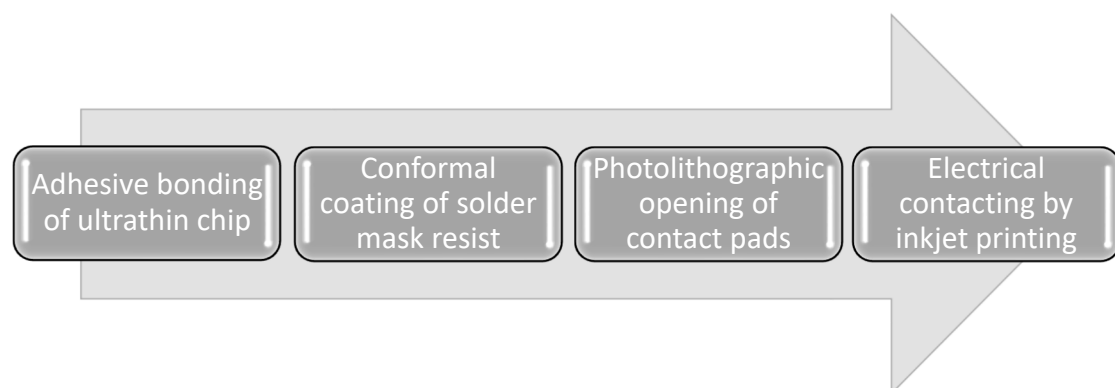 Adhesive bonding
of ultrathin chip
Conformal
coating of solder
mask resist
Photolithographic
opening of
contact pads
Electrical
contacting by
inkjet printing